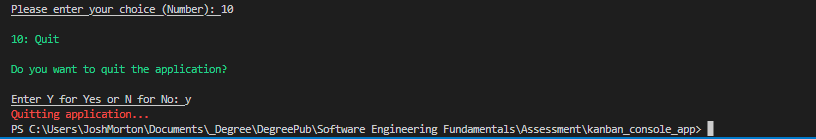 Please enter your choice (Number): 10
10: Quit
Do you want to quit the application?
Enter Y for Yes or N for No: y
Quitting application...
PS C:\Users\JoshMorton\Documents\_Degree\DegreePub\Software Engineering Fundamentals\Assessment\kanban_console_app>